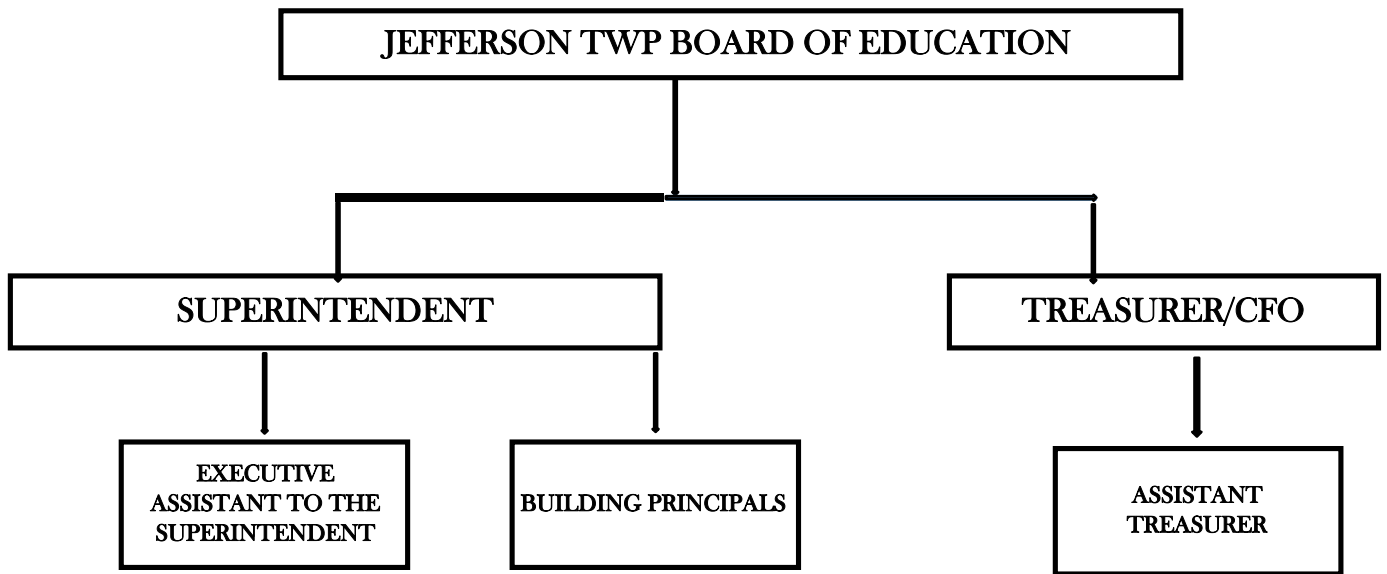 JEFFERSON TWP BOARD OF EDUCATION
SUPERINTENDENT
TREASURER/CFO
EXECUTIVE
ASSISTANT TO THE
SUPERINTENDENT
BUILDING PRINCIPALS
ASSISTANT
TREASURER